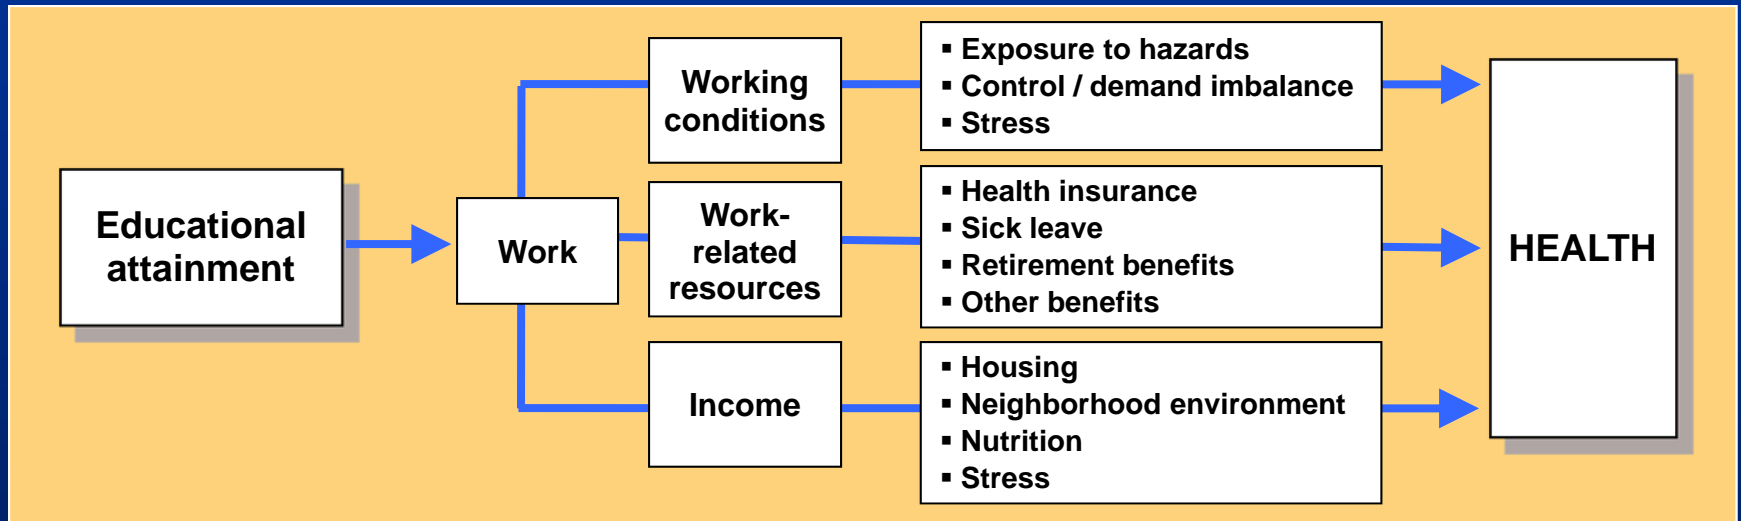 Educational
attainment
Work
Working
conditions
▪ Exposure to hazards
▪ Control / demand imbalance
▪ Stress
Work-
related
resources
▪ Health insurance
▪ Sick leave
▪ Retirement benefits
▪ Other benefits
Income
▪ Housing
▪ Neighborhood environment
▪ Nutrition
▪ Stress
HEALTH